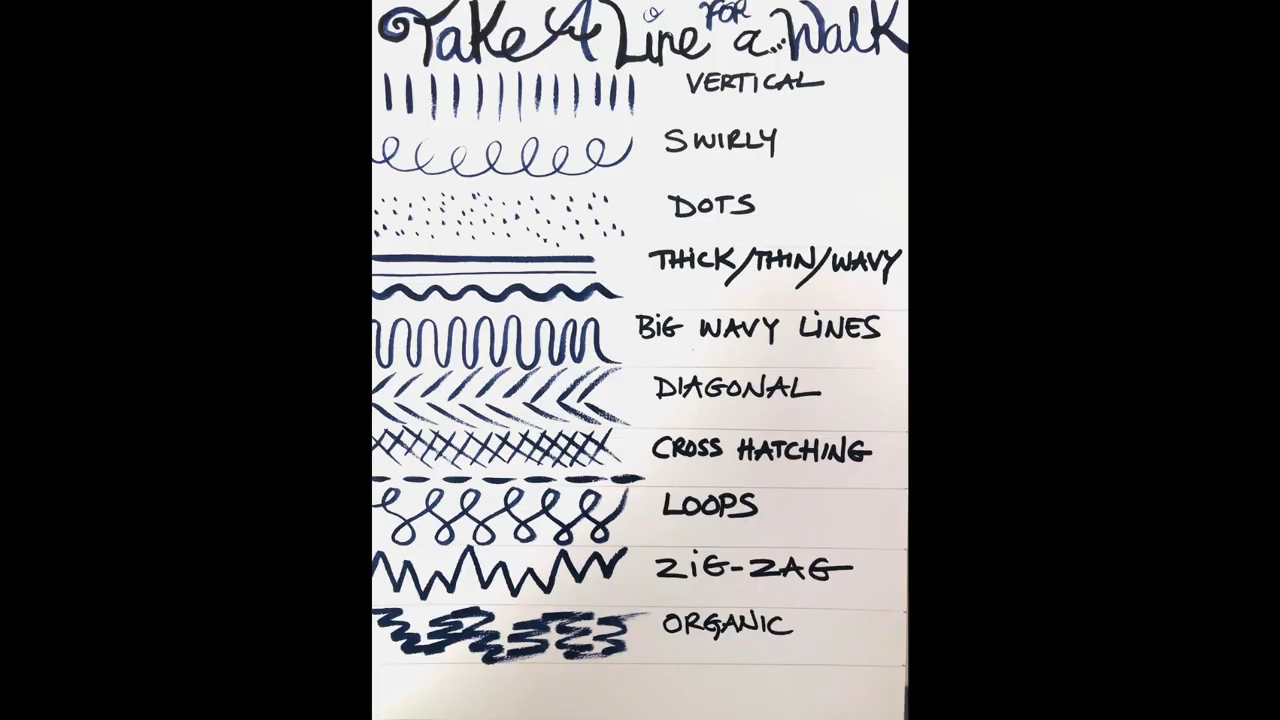 Take A Line FOR a...Walk
VERTICAL
SWIRLY
DOTS
THICK/THIN/WAVY
BIG WAVY LINES
DIAGONAL
CROSS HATCHING
LOOPS
ZIG-ZAG
ORGANIC